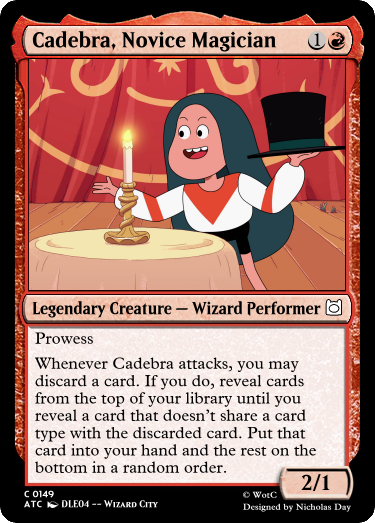 Cadebra, Novice Magician 1
Legendary Creature — Wizard Performer
Prowess
Whenever Cadebra attacks, you may
discard a card. If you do, reveal cards
from the top of your library until you
reveal a card that doesn't share a card
type with the discarded card. Put that
card into your hand and the rest on the
bottom in a random order.
2/1
C 0149
ATC DLE04 -- Wizard City
© WotC
Designed by Nicholas Day